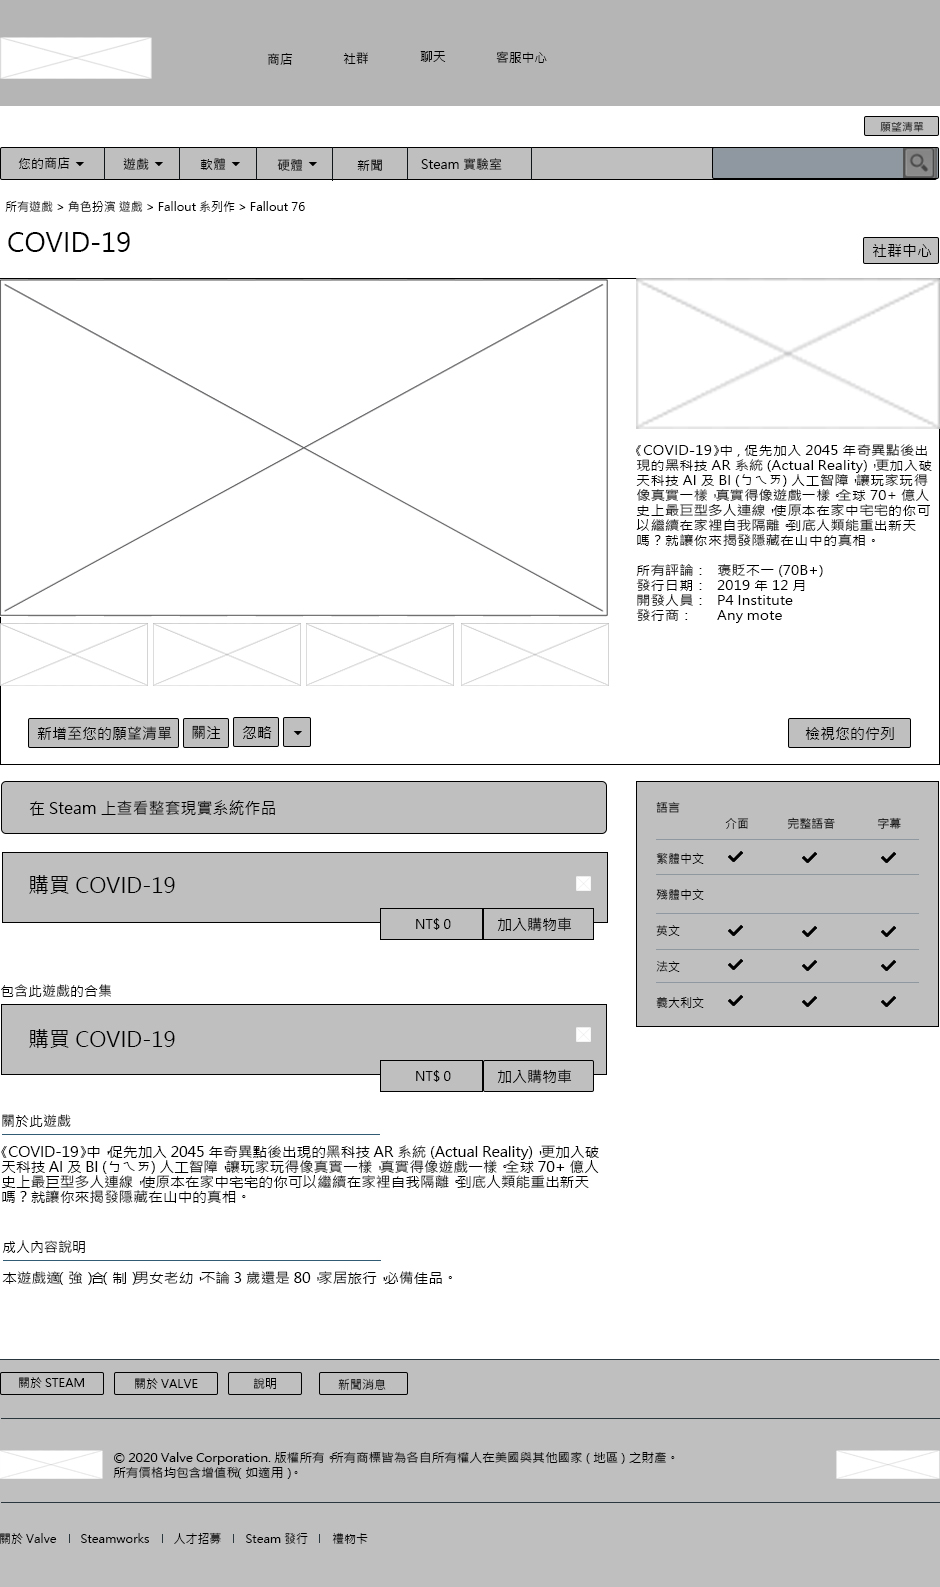 商店 社群 聊天 客服中心
願望清單
您的商店 遊戲 軟體 硬體 新聞 Steam 實驗室
所有遊戲 > 角色扮演 遊戲 > Fallout 系列作 > Fallout 76
COVID-19
社群中心
《COVID-19》中 , 促先加入 2045 年奇異點後出
現的黑科技 AR 系統 (Actual Reality) ,更加入破
天科技 AI 及 BI (ㄅㄟㄞ) 人工智障 ,讓玩家玩得
像真實一樣 ,真實得像遊戲一樣 ,全球 70+ 億人
史上最巨型多人連線 ,使原本在家中宅宅的你可
以繼續在家裡自我隔離 ,到底人類能重出新天
嗎？就讓你來揭發隱藏在山中的真相。
所有評論： 褒貶不一 (70B+)
發行日期： 2019 年 12 月
開發人員： P4 Institute
發行商： Any mote
新增至您的願望清單 關注 忽略 檢視您的佇列
在 Steam 上查看整套現實系統作品
購買 COVID-19
NT$ 0 加入購物車
包含此遊戲的合集
購買 COVID-19
NT$ 0 加入購物車
語言
介面 完整語音 字幕
繁體中文 ✔ ✔ ✔
殘體中文
英文 ✔ ✔ ✔
法文 ✔ ✔ ✔
義大利文 ✔ ✔ ✔
關於此遊戲
《COVID-19》中 ,促先加入 2045 年奇異點後出現的黑科技 AR 系統 (Actual Reality) ,更加入破
天科技 AI 及 BI (ㄅㄟㄞ) 人工智障 ,讓玩家玩得像真實一樣 ,真實得像遊戲一樣 ,全球 70+ 億人
史上最巨型多人連線 ,使原本在家中宅宅的你可以繼續在家裡自我隔離 ,到底人類能重出新天
嗎？就讓你來揭發隱藏在山中的真相。
成人內容說明
本遊戲適( 強 )合( 制 )男女老幼 ,不論 3 歲還是 80 ,家居旅行 ,必備佳品。
關於 STEAM 關於 VALVE 說明 新聞消息
© 2020 Valve Corporation. 版權所有 ,所有商標皆為各自所有權人在美國與其他國家 ( 地區 ) 之財產。
所有價格均包含增值稅( 如適用 )。
關於 Valve | Steamworks | 人才招募 | Steam 發行 | 禮物卡